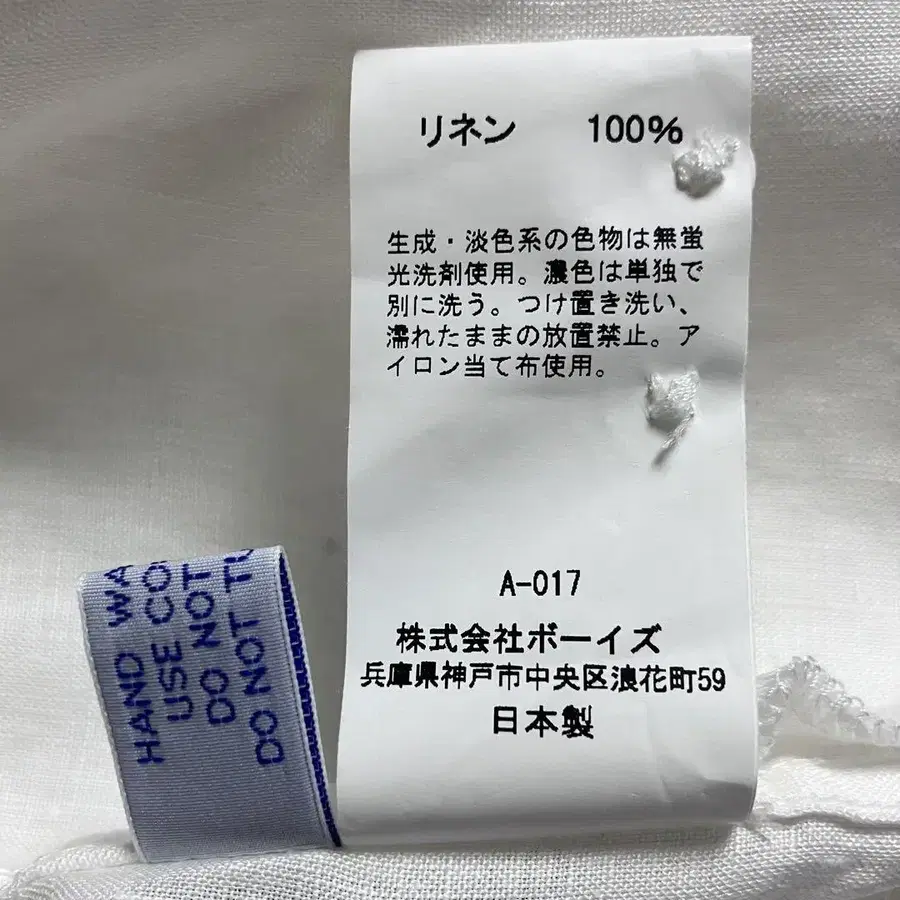 リネン 100%
生成・淡色系の色物は無蛍
光洗剤使用。濃色は単独で
別に洗う。つけ置き洗い、
濡れたままの放置禁止。ア
イロン当て布使用。
A-017
株式会社ボーイズ
兵庫県神戸市中央区浪花町59
日本製
HAND
USE
DO NOT
DO NOT